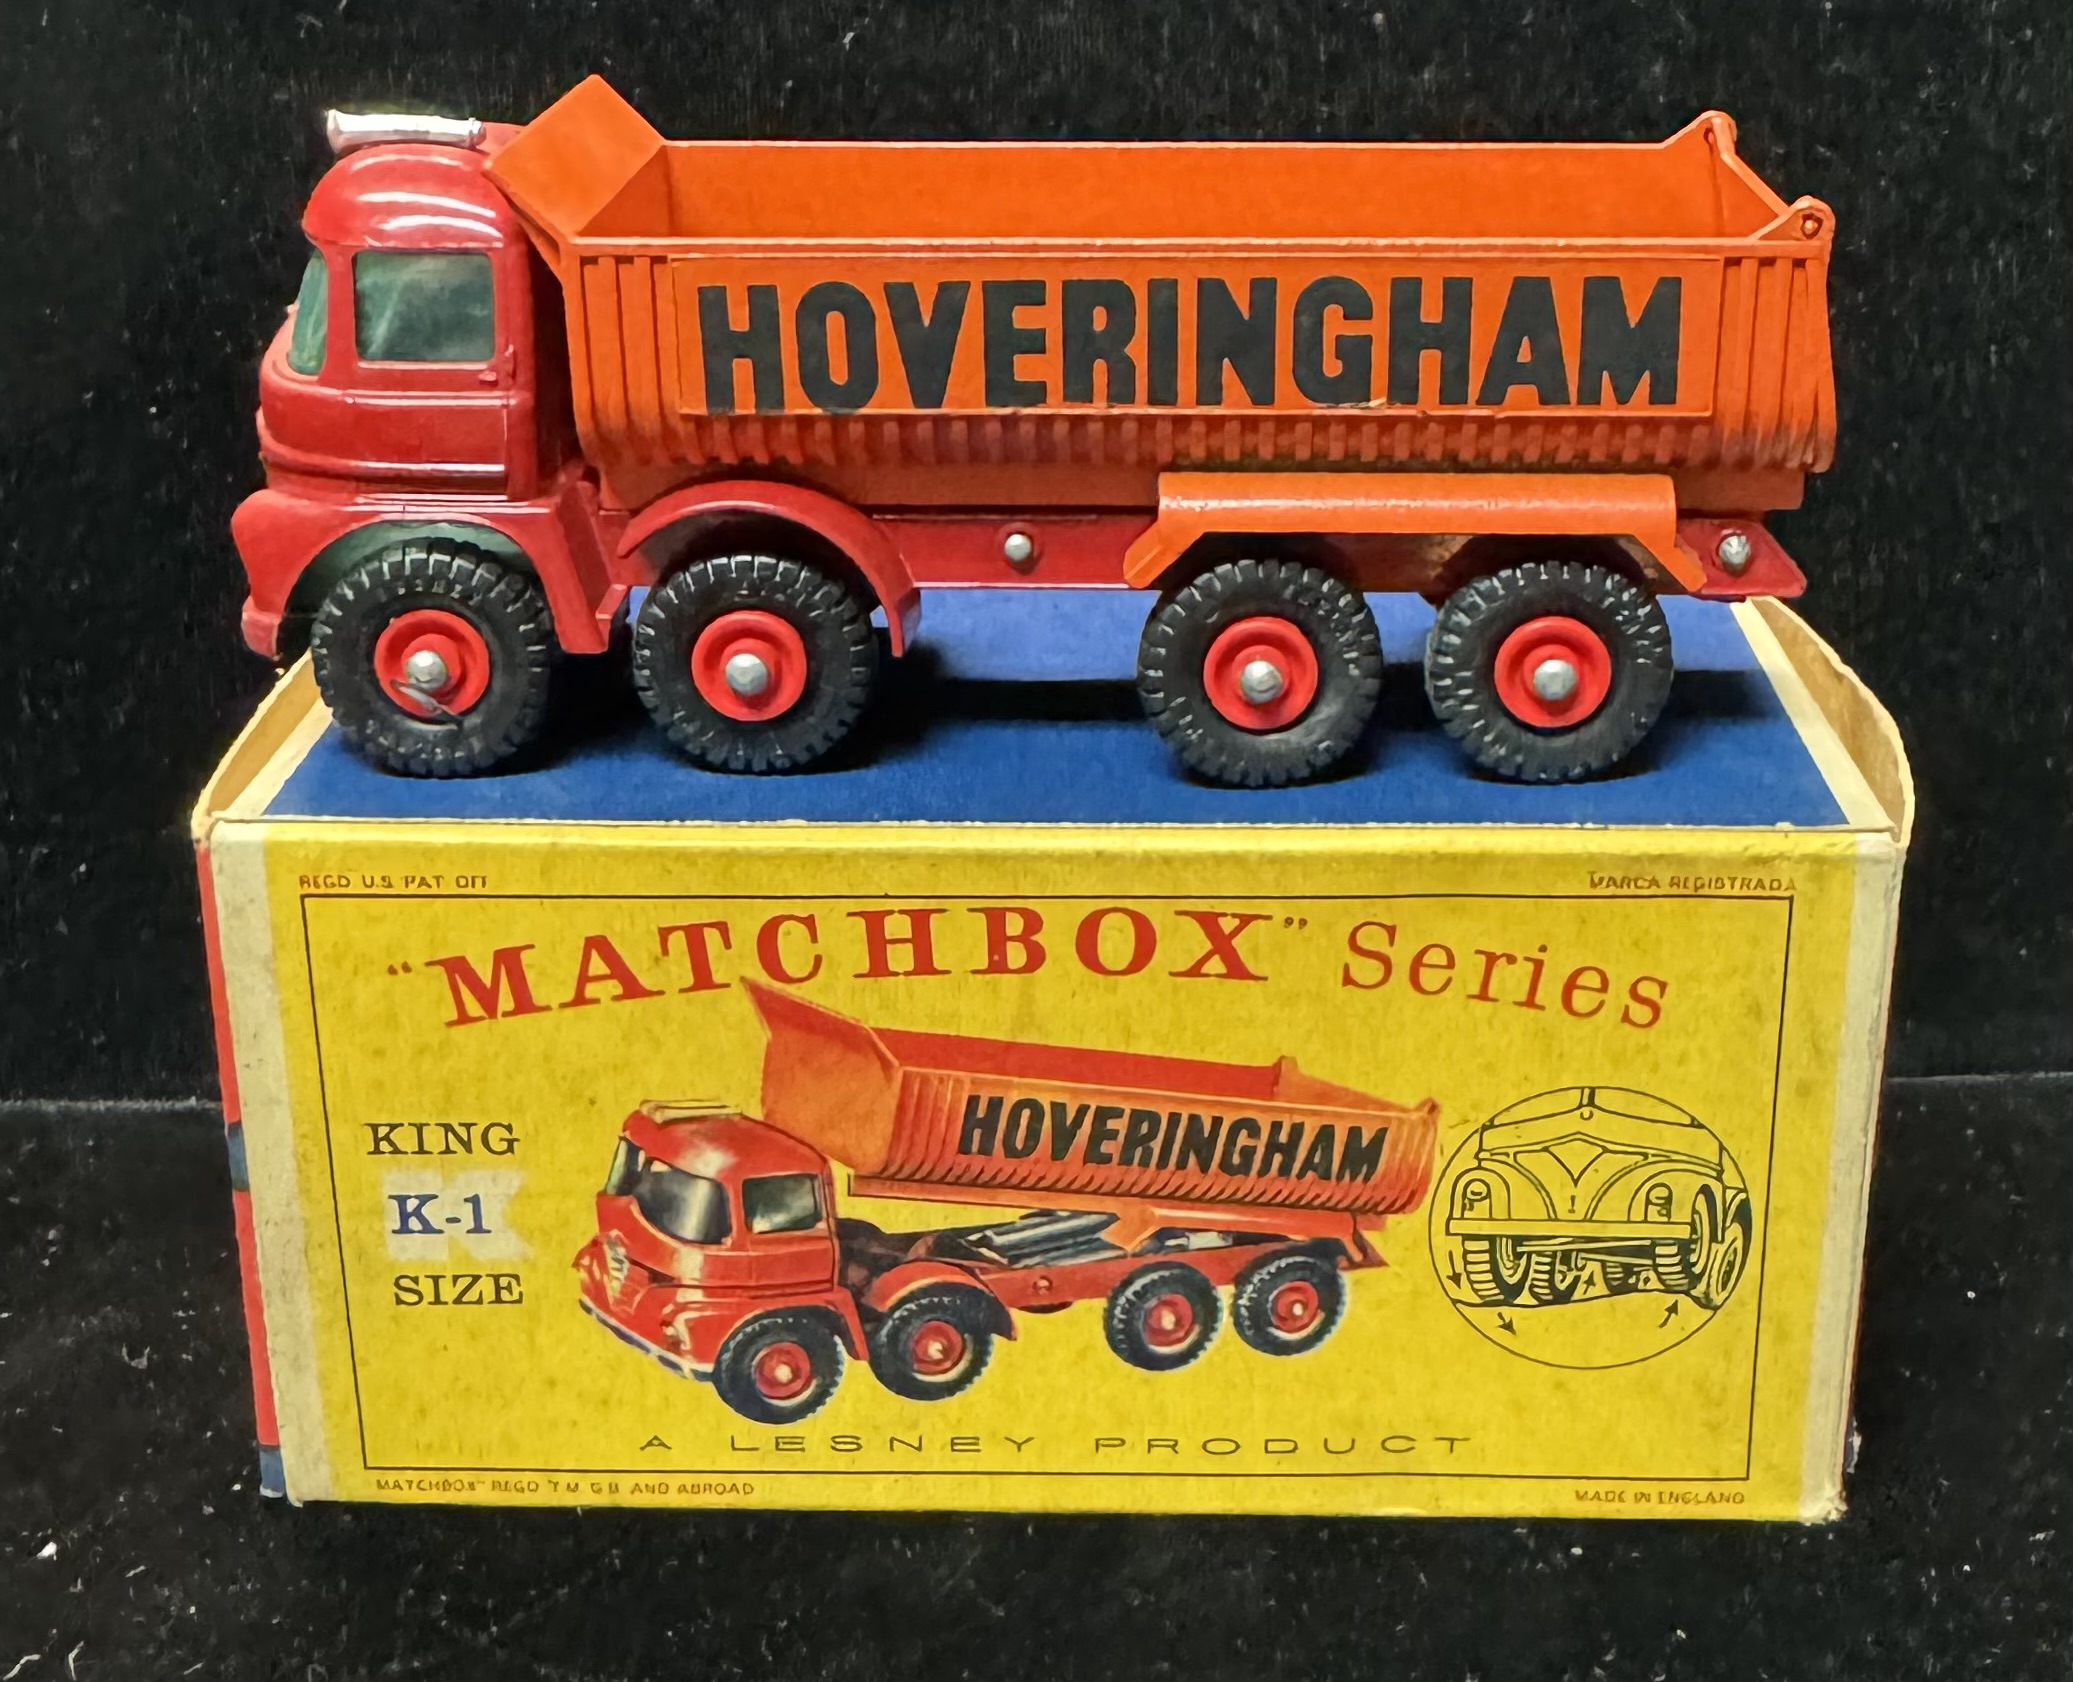 HOVERINGHAM
REGD U.S PAT OFF
MARCA REGISTRADA
"MATCHBOX" Series
HOVERINGHAM
KING
K-1
SIZE
A LESNEY PRODUCT
MATCHBOX" REGD T M G B AND ABROAD
MADE IN ENGLAND